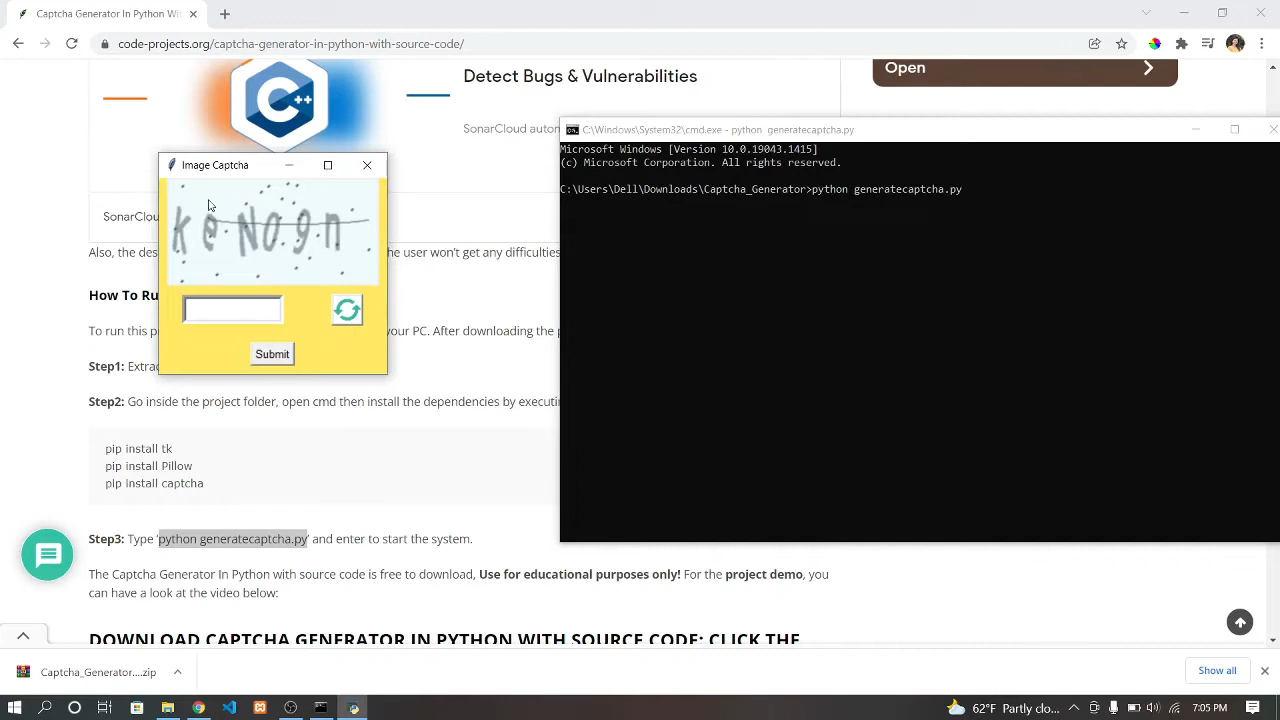 Captcha Generator In Python Wit
code-projects.org/captcha-generator-in-python-with-source-code/
Detect Bugs & Vulnerabilities
SonarCloud autom
Open
C:\Windows\System32\cmd.exe - python generatecaptcha.py
Microsoft Windows [Version 10.0.19043.1415]
(c) Microsoft Corporation. All rights reserved.
C:\Users\Dell\Downloads\Captcha_Generator>python generatecaptcha.py
Image Captcha
keNOgn
Submit
SonarClou
Also, the des
he user won't get any difficulties
How To Ru
To run this p
your PC. After downloading the p
Step1: Extra
Step2: Go inside the project folder, open cmd then install the dependencies by executin
pip install tk
pip install Pillow
pip install captcha
Step3: Type 'python generatecaptcha.py' and enter to start the system.
The Captcha Generator In Python with source code is free to download, Use for educational purposes only! For the project demo, you
can have a look at the video below:
DOWNLOAD CAPTCHA GENERATOR IN PYTHON WITH SOURCE CODE: CLICK THE
Captcha_Generator....zip
Show all
62°F Partly clo...
7:05 PM